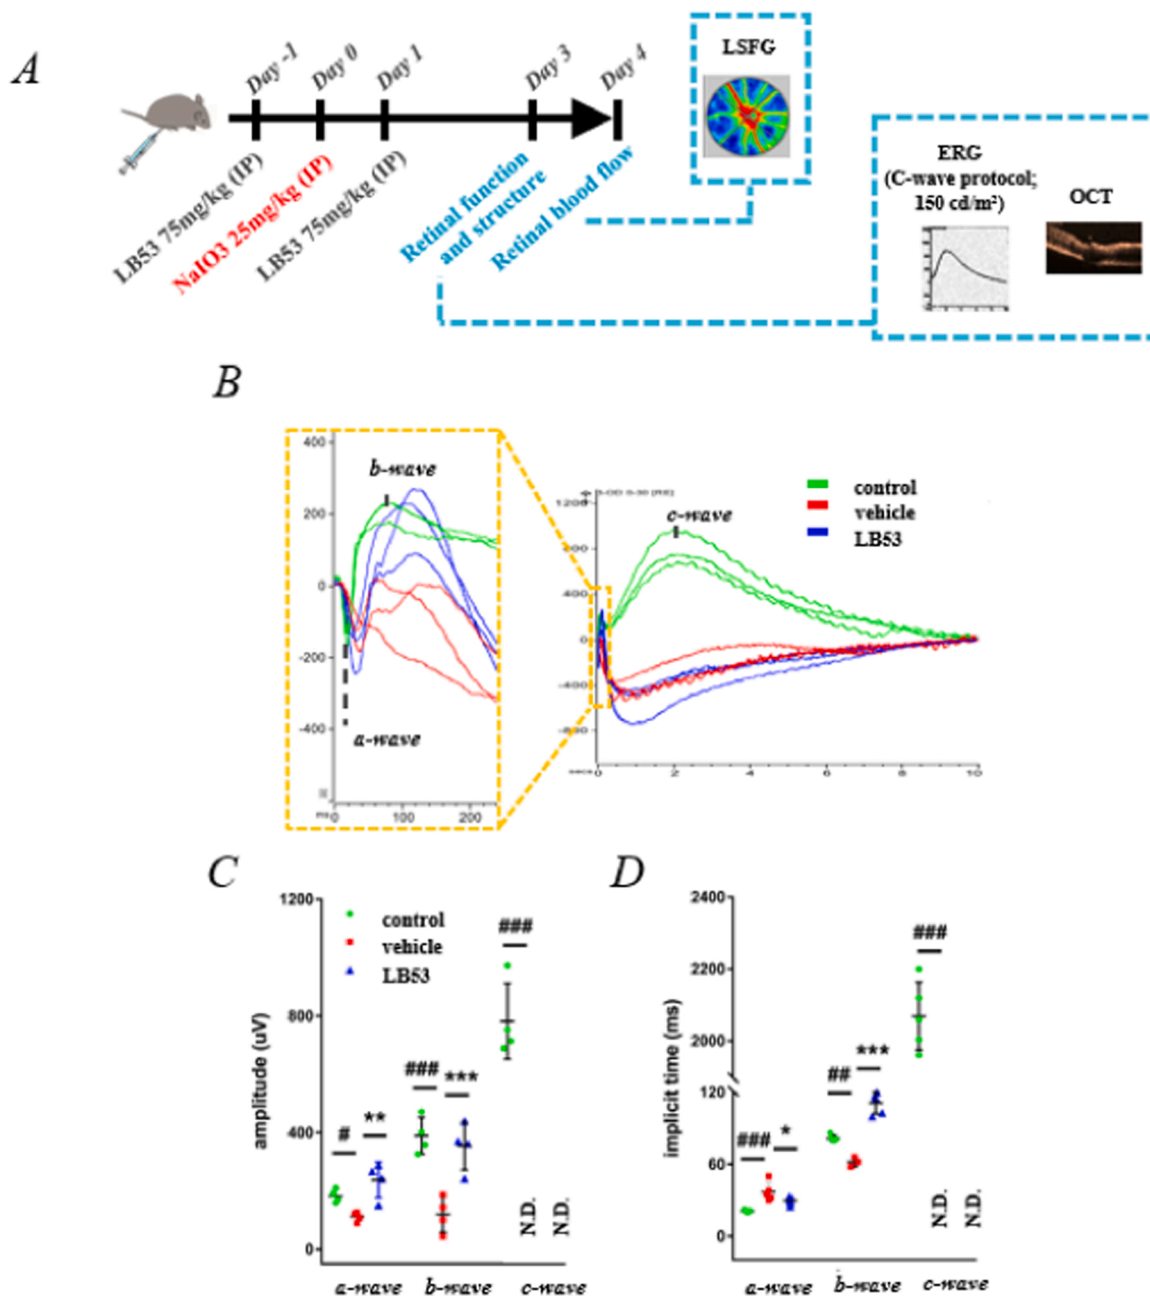 A
Day -1
Day 0
Day 1
Day 3
Day 4
LB53 75mg/kg (IP)
NaIO3 25mg/kg (IP)
LB53 75mg/kg (IP)
Retinal function
and structure
Retinal blood flow
LSFG
ERG
(C-wave protocol;
150 cd/m²)
OCT
B
400
200
0
-200
-400
0
100
200
b-wave
a-wave
c-wave
400
0
-400
0
2
4
6
8
10
control
vehicle
LB53
C
1200
800
400
0
amplitude (uV)
control
vehicle
LB53
#
**
###
***
###
N.D.
N.D.
a-wave
b-wave
c-wave
D
2400
2200
2000
120
60
0
implicit time (ms)
###
*
##
***
###
N.D.
N.D.
a-wave
b-wave
c-wave